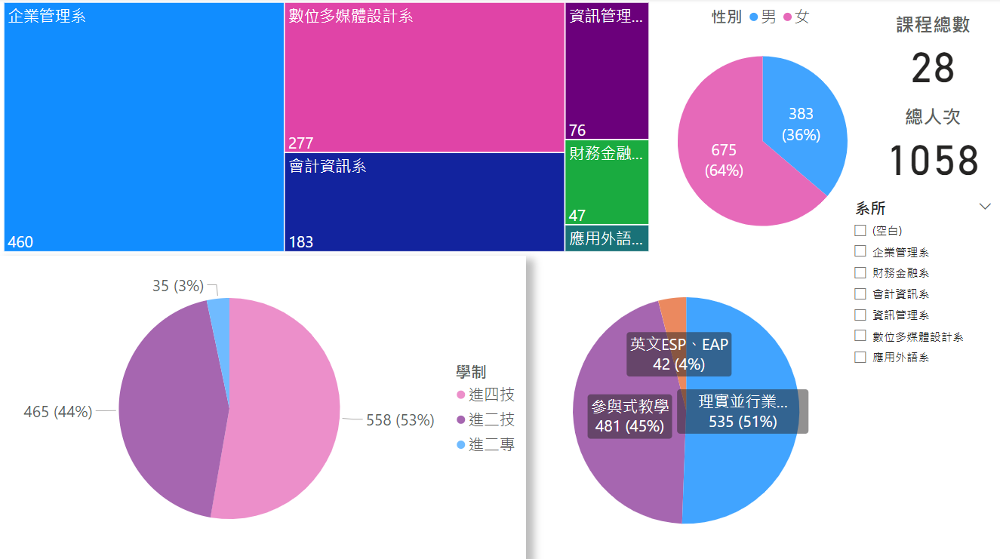 企業管理系
460
數位多媒體設計系
277
會計資訊系
183
資訊管理...
76
財務金融...
47
應用外語...
性別 男 女
383
(36%)
675
(64%)
課程總數
28
總人次
1058
系所
(空白)
企業管理系
財務金融系
會計資訊系
資訊管理系
數位多媒體設計系
應用外語系
35 (3%)
465 (44%)
558 (53%)
學制
進四技
進二技
進二專
英文ESP、EAP
42 (4%)
參與式教學
481 (45%)
理實並行業...
535 (51%)